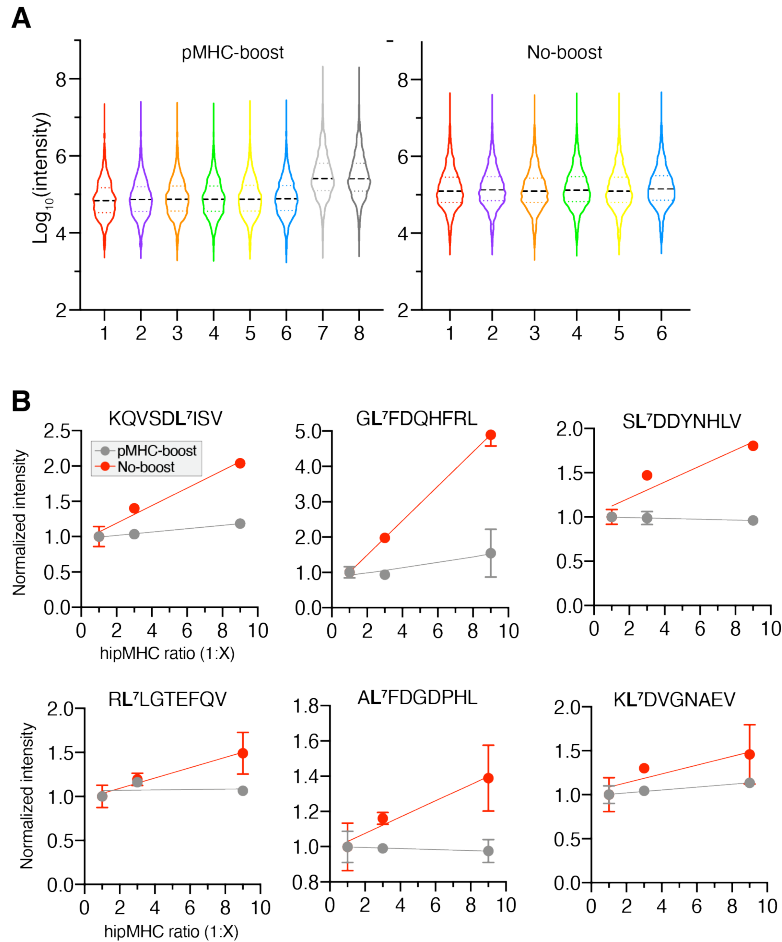 A
pMHC-boost
No-boost
Log10(intensity)
8
6
4
2
1 2 3 4 5 6 7 8
8
6
4
2
1 2 3 4 5 6
B
KQVSDL⁷ISV
GL⁷FDQHFRL
SL⁷DDYNHLV
pMHC-boost
No-boost
Normalized intensity
2.5
2.0
1.5
1.0
0.5
0.0
0 2 4 6 8 10
hipMHC ratio (1:X)
5.0
4.0
3.0
2.0
1.0
0.0
0 2 4 6 8 10
2.0
1.5
1.0
0.5
0.0
0 2 4 6 8 10
RL⁷LGTEFQV
AL⁷FDGDPHL
KL⁷DVGNAEV
Normalized intensity
2.0
1.5
1.0
0.5
0.0
0 2 4 6 8 10
hipMHC ratio (1:X)
1.8
1.6
1.4
1.2
1.0
0.8
0 2 4 6 8 10
2.0
1.5
1.0
0.5
0.0
0 2 4 6 8 10